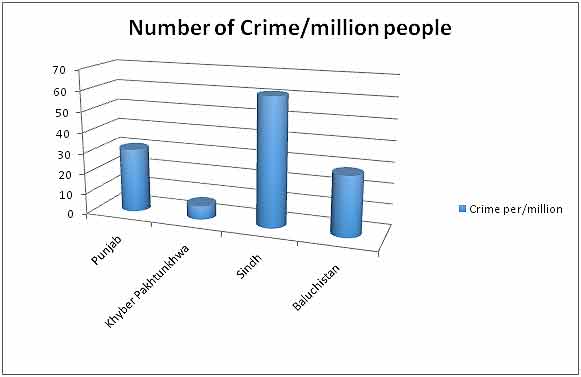 Number of Crime/million people
70
60
50
40
30
20
10
0
Punjab
Khyber Pakhtunkhwa
Sindh
Baluchistan
Crime per/million